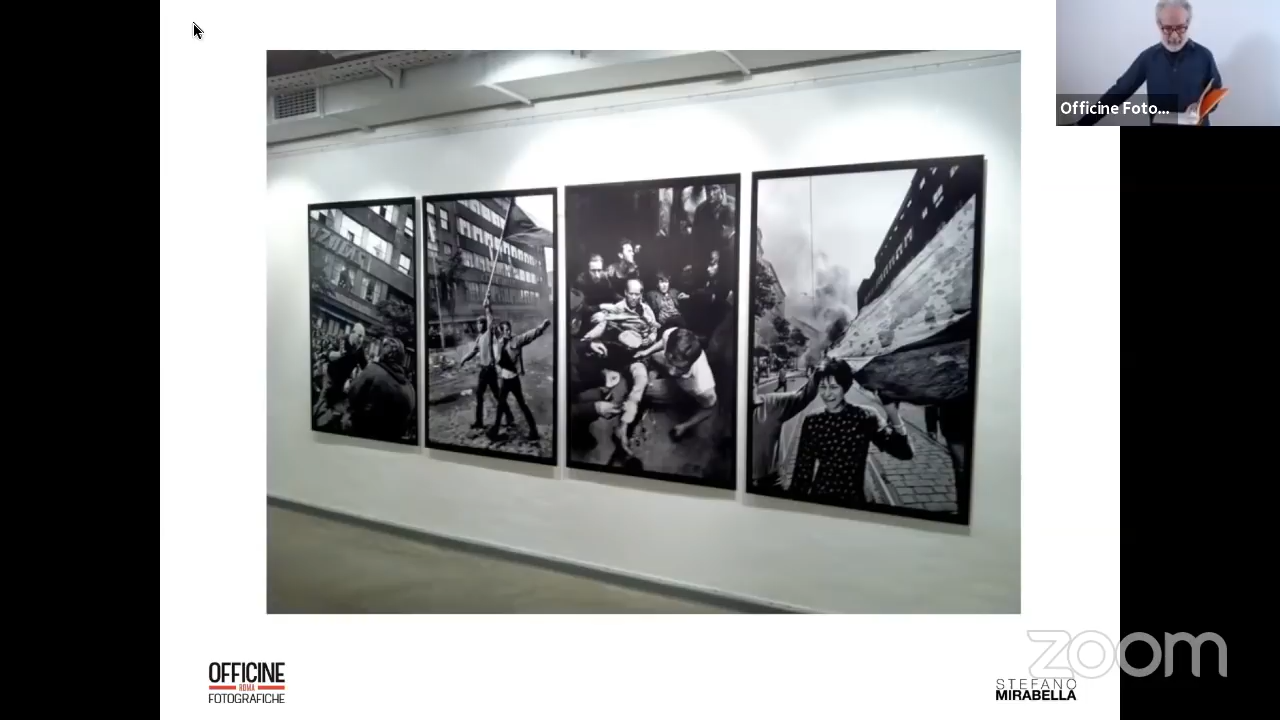 Officine Foto...
zoom
OFFICINE
ROMA
FOTOGRAFICHE
STEFANO
MIRABELLA